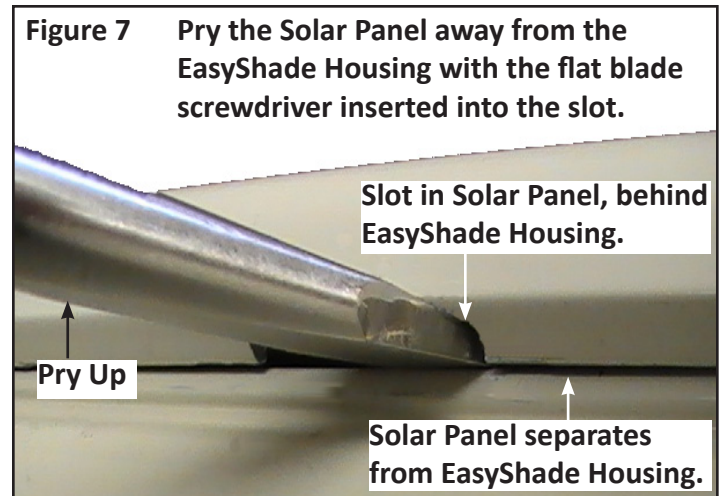 Figure 7 Pry the Solar Panel away from the
EasyShade Housing with the flat blade
screwdriver inserted into the slot.
Slot in Solar Panel, behind
EasyShade Housing.
Pry Up
Solar Panel separates
from EasyShade Housing.